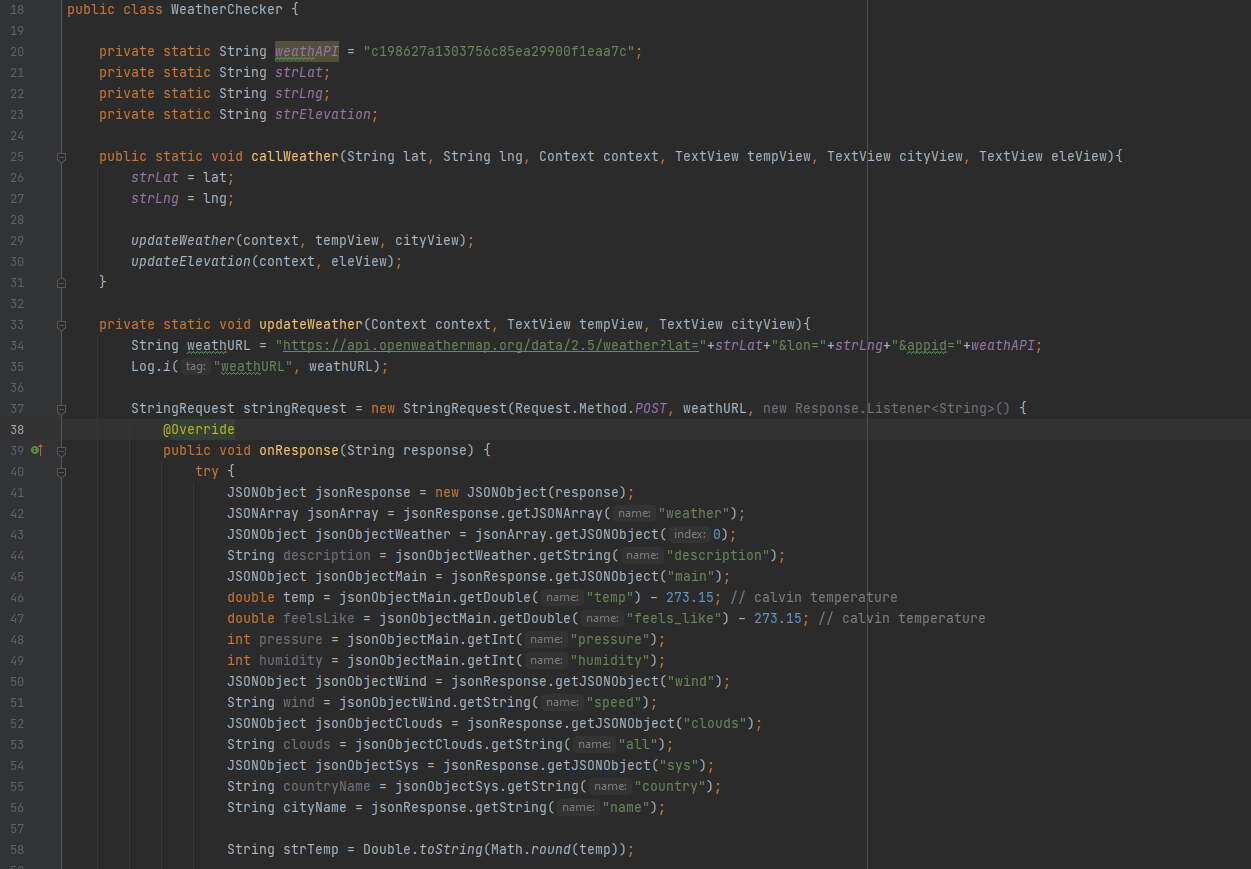 18 public class WeatherChecker {
19
20 private static String weathAPI = "c198627a1303756c85ea29900f1eaa7c";
21 private static String strLat;
22 private static String strLng;
23 private static String strElevation;
24
25 public static void callWeather(String lat, String lng, Context context, TextView tempView, TextView cityView, TextView eleView){
26 strLat = lat;
27 strLng = lng;
28
29 updateWeather(context, tempView, cityView);
30 updateElevation(context, eleView);
31 }
32
33 private static void updateWeather(Context context, TextView tempView, TextView cityView){
34 String weathURL = "https://api.openweathermap.org/data/2.5/weather?lat="+strLat+"&lon="+strLng+"&appid="+weathAPI;
35 Log.i( tag: "weathURL", weathURL);
36
37 StringRequest stringRequest = new StringRequest(Request.Method.POST, weathURL, new Response.Listener<String>() {
38 @Override
39 public void onResponse(String response) {
40 try {
41 JSONObject jsonResponse = new JSONObject(response);
42 JSONArray jsonArray = jsonResponse.getJSONArray( name: "weather");
43 JSONObject jsonObjectWeather = jsonArray.getJSONObject( index: 0);
44 String description = jsonObjectWeather.getString( name: "description");
45 JSONObject jsonObjectMain = jsonResponse.getJSONObject("main");
46 double temp = jsonObjectMain.getDouble( name: "temp") - 273.15; // calvin temperature
47 double feelsLike = jsonObjectMain.getDouble( name: "feels_like") - 273.15; // calvin temperature
48 int pressure = jsonObjectMain.getInt( name: "pressure");
49 int humidity = jsonObjectMain.getInt( name: "humidity");
50 JSONObject jsonObjectWind = jsonResponse.getJSONObject("wind");
51 String wind = jsonObjectWind.getString( name: "speed");
52 JSONObject jsonObjectClouds = jsonResponse.getJSONObject("clouds");
53 String clouds = jsonObjectClouds.getString( name: "all");
54 JSONObject jsonObjectSys = jsonResponse.getJSONObject("sys");
55 String countryName = jsonObjectSys.getString( name: "country");
56 String cityName = jsonResponse.getString( name: "name");
57
58 String strTemp = Double.toString(Math.round(temp));